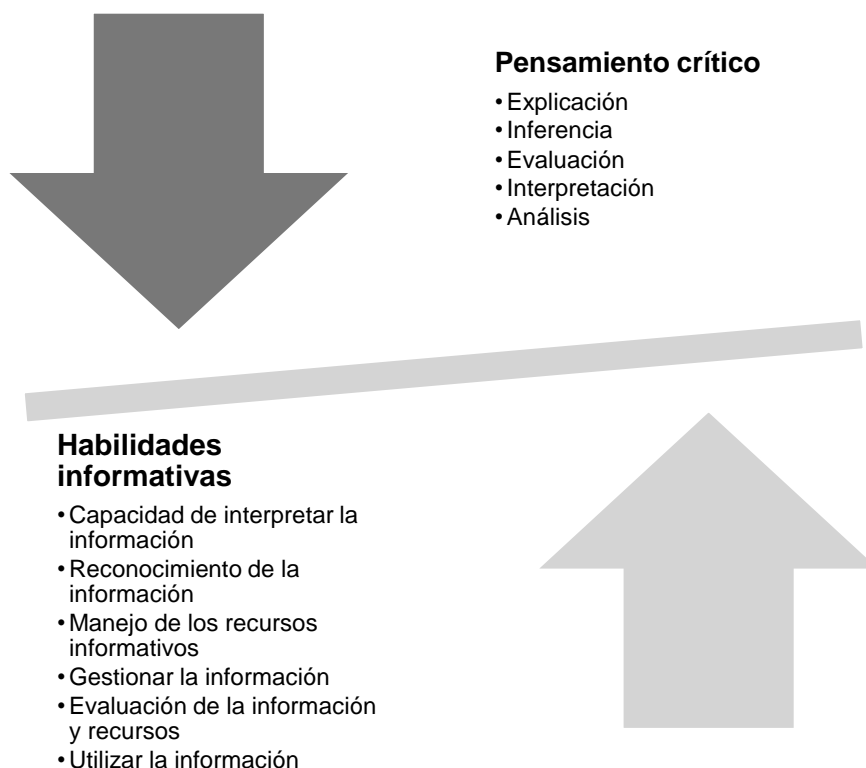 Pensamiento crítico
• Explicación
• Inferencia
• Evaluación
• Interpretación
• Análisis
Habilidades
informativas
• Capacidad de interpretar la
información
• Reconocimiento de la
información
• Manejo de los recursos
informativos
• Gestionar la información
• Evaluación de la información
y recursos
• Utilizar la información